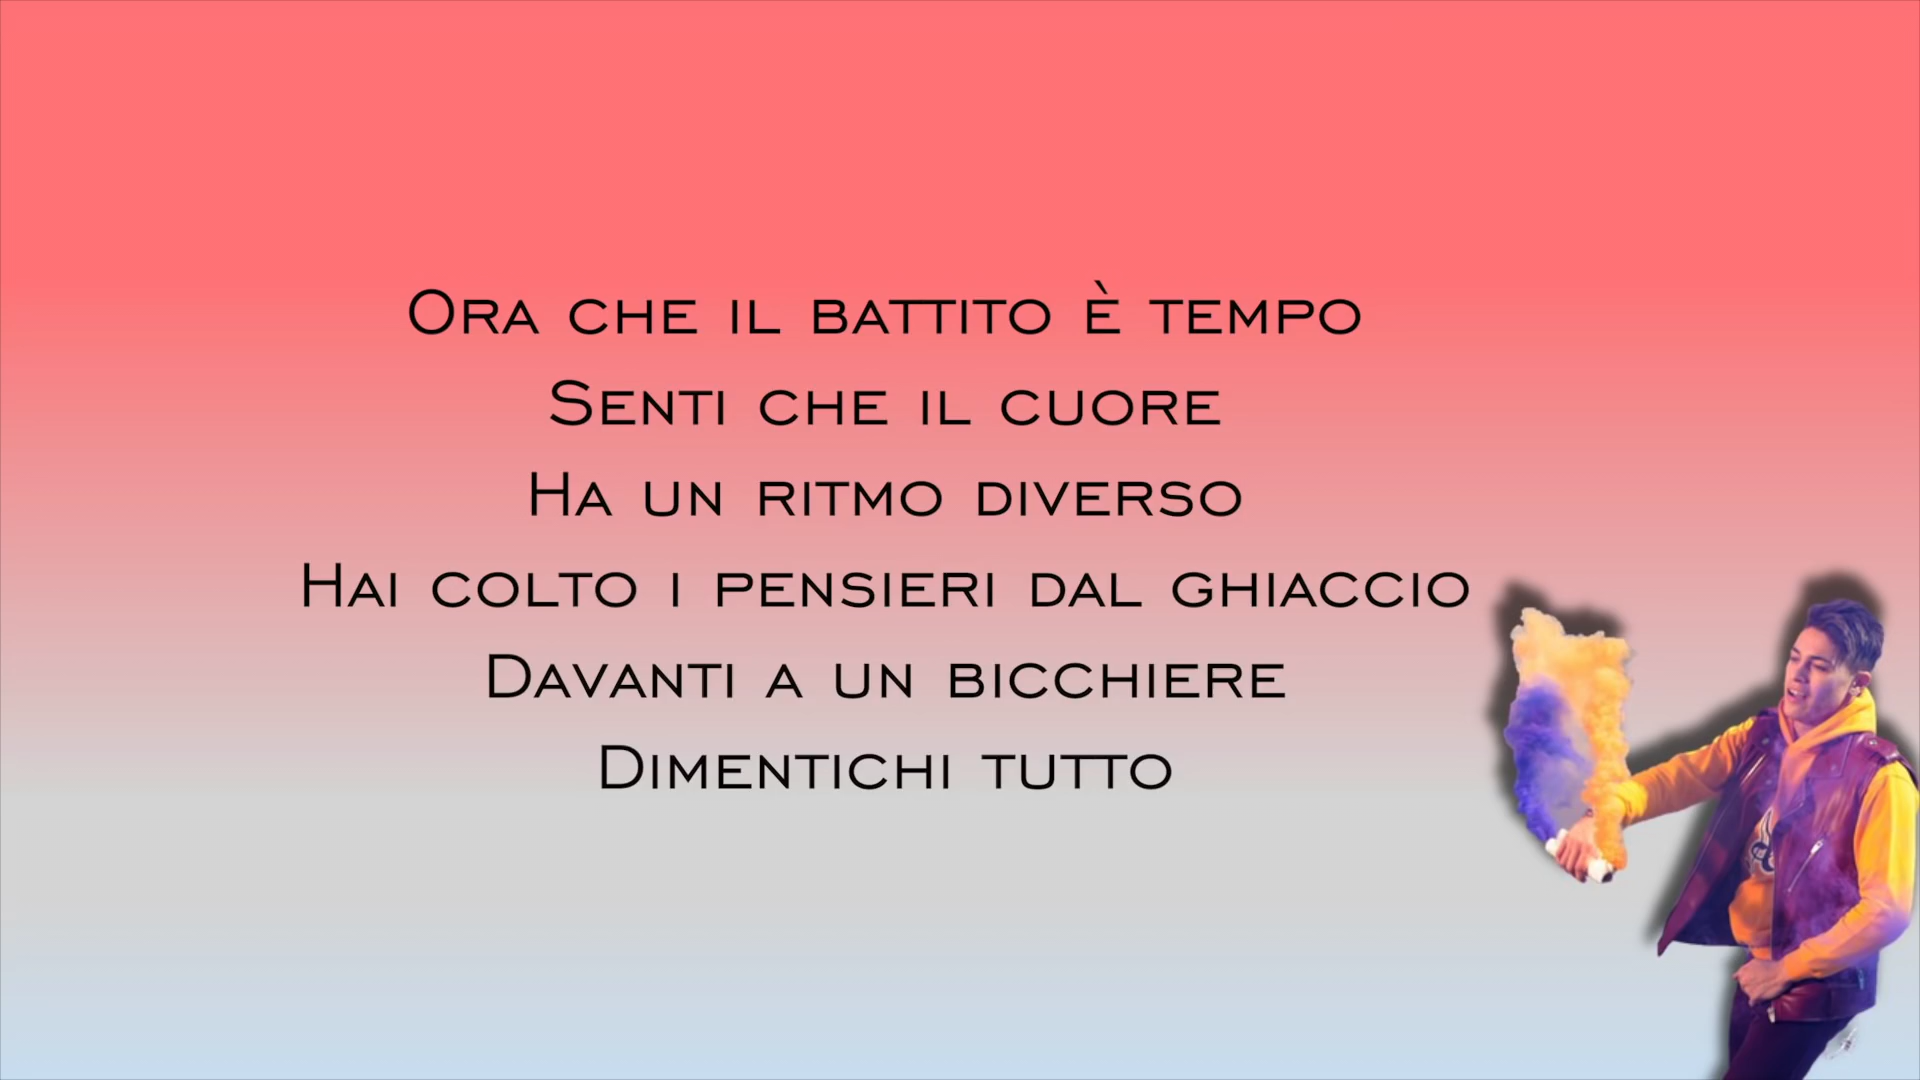 Ora che il battito è tempo
Senti che il cuore
Ha un ritmo diverso
Hai colto i pensieri dal ghiaccio
Davanti a un bicchiere
Dimentichi tutto